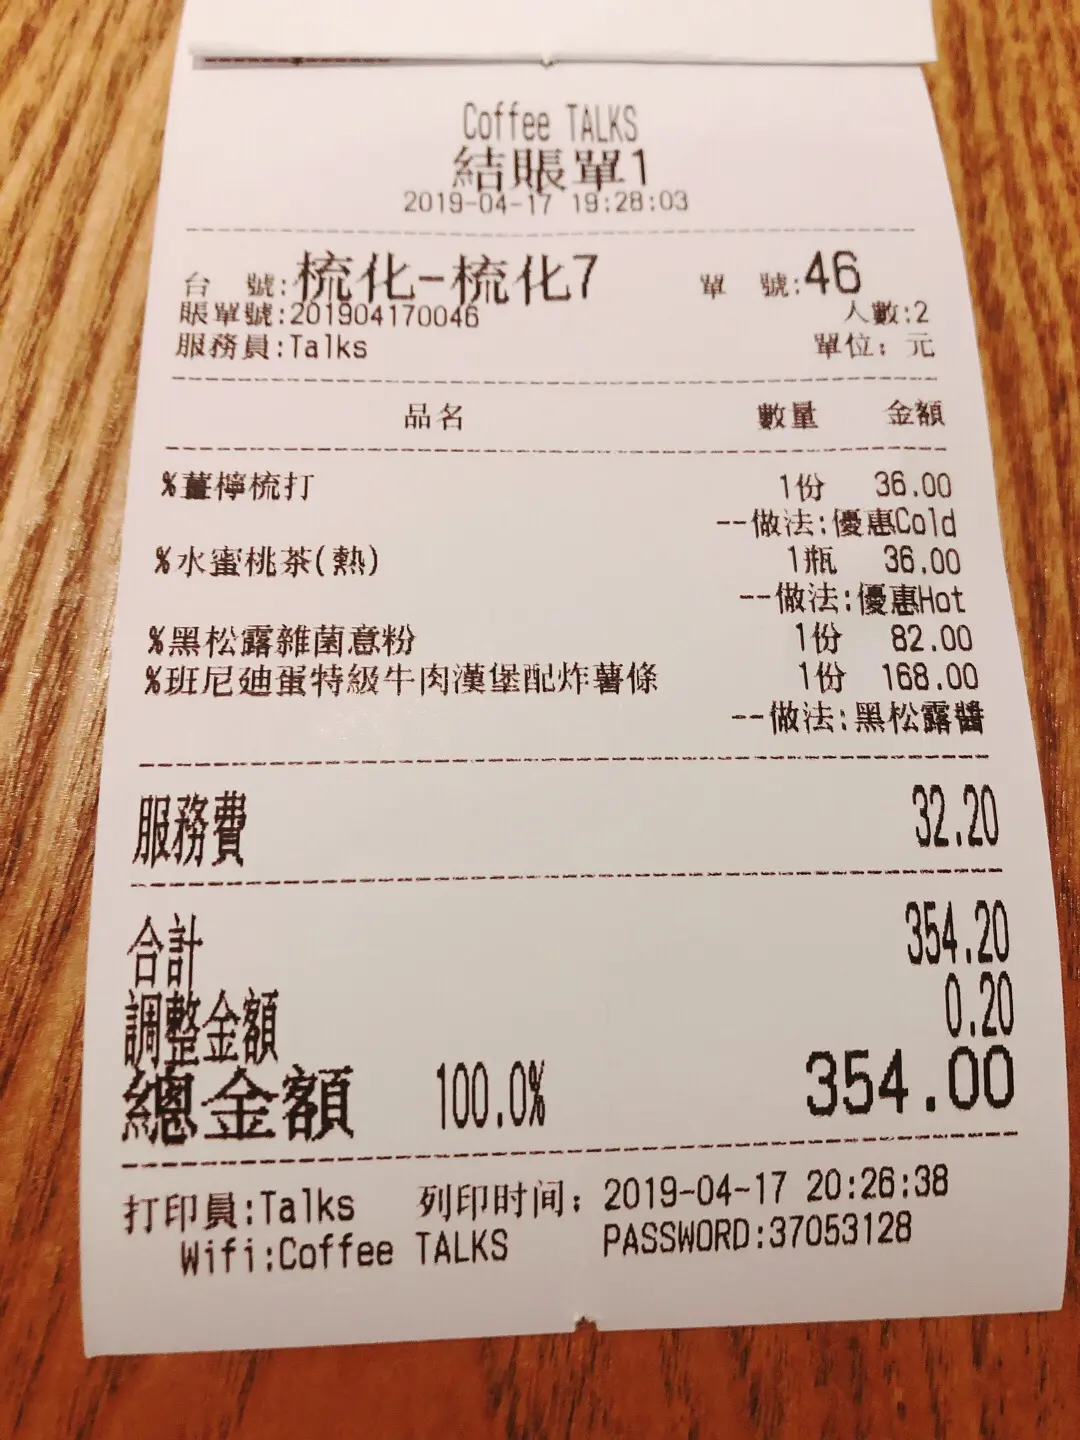 Coffee TALKS
結賬單1
2019-04-17 19:28:03
台 號:梳化-梳化7 單 號:46
賬單號:201904170046 人數:2
服務員:Talks 單位：元
品名 數量 金額
%薑檸梳打 1份 36.00
--做法:優惠Cold
%水蜜桃茶(熱) 1瓶 36.00
--做法:優惠Hot
%黑松露雜菌意粉 1份 82.00
%班尼迪蛋特級牛肉漢堡配炸薯條 1份 168.00
--做法:黑松露醬
服務費 32.20
合計 354.20
調整金額 0.20
總金額 100.0% 354.00
打印員:Talks 列印时间：2019-04-17 20:26:38
Wifi:Coffee TALKS PASSWORD:37053128